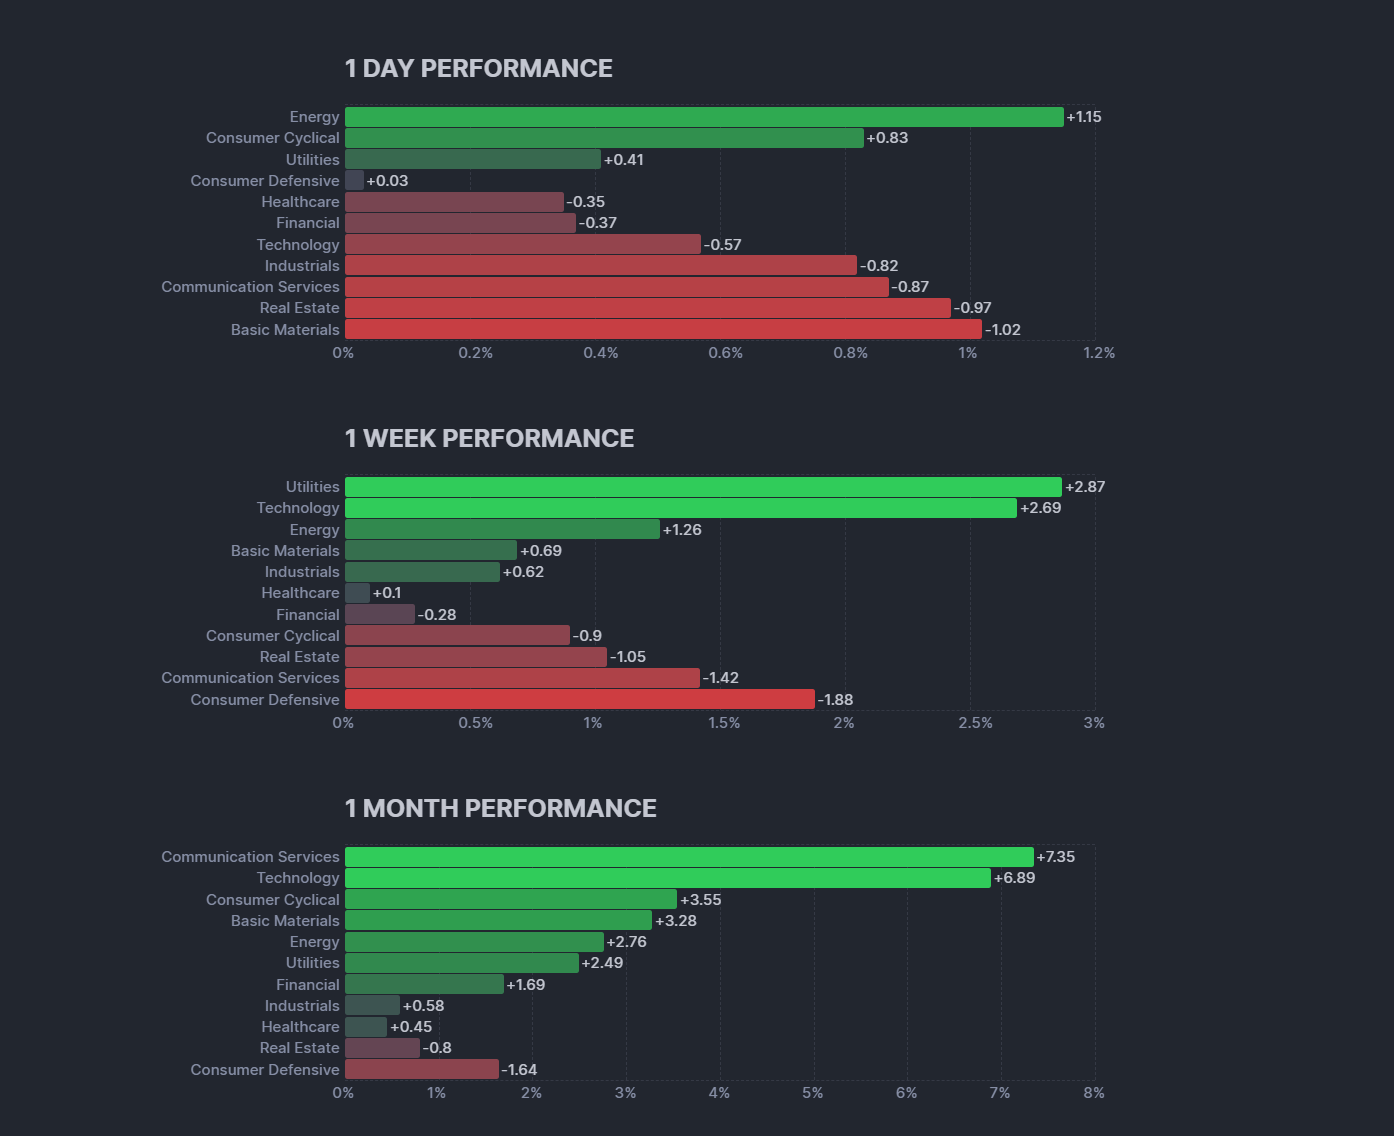 1 DAY PERFORMANCE
Energy +1.15
Consumer Cyclical +0.83
Utilities +0.41
Consumer Defensive +0.03
Healthcare -0.35
Financial -0.37
Technology -0.57
Industrials -0.82
Communication Services -0.87
Real Estate -0.97
Basic Materials -1.02
0% 0.2% 0.4% 0.6% 0.8% 1% 1.2%
1 WEEK PERFORMANCE
Utilities +2.87
Technology +2.69
Energy +1.26
Basic Materials +0.69
Industrials +0.62
Healthcare +0.1
Financial -0.28
Consumer Cyclical -0.9
Real Estate -1.05
Communication Services -1.42
Consumer Defensive -1.88
0% 0.5% 1% 1.5% 2% 2.5% 3%
1 MONTH PERFORMANCE
Communication Services +7.35
Technology +6.89
Consumer Cyclical +3.55
Basic Materials +3.28
Energy +2.76
Utilities +2.49
Financial +1.69
Industrials +0.58
Healthcare +0.45
Real Estate -0.8
Consumer Defensive -1.64
0% 1% 2% 3% 4% 5% 6% 7% 8%